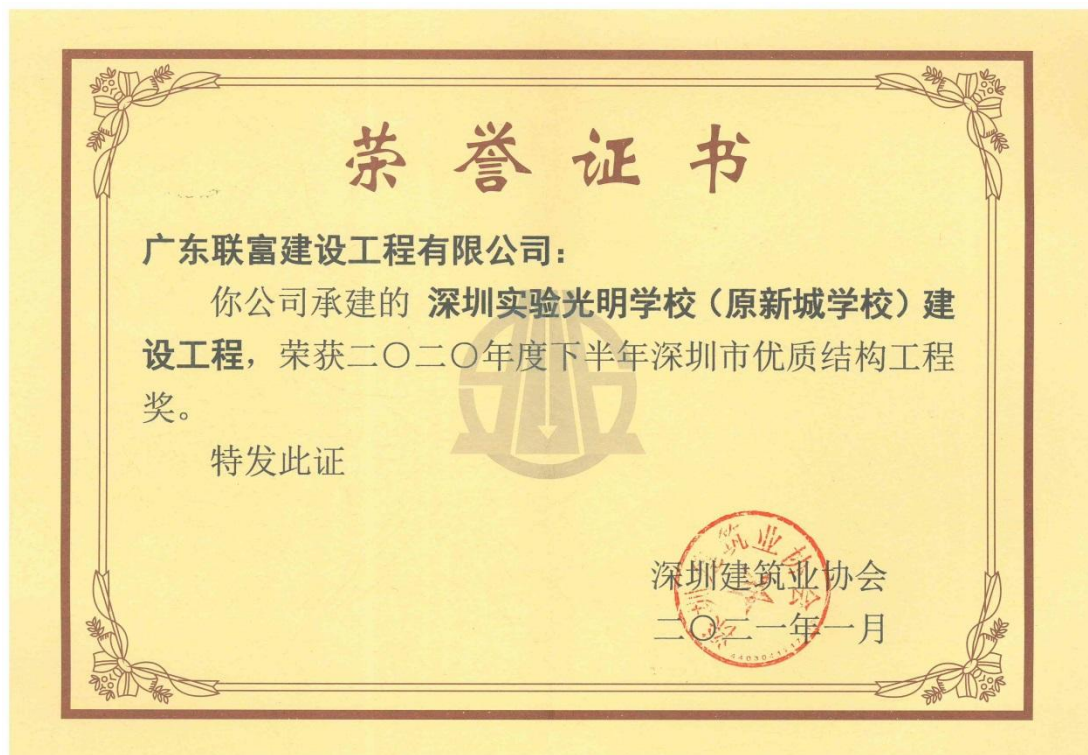 荣誉证书
广东联富建设工程有限公司：
你公司承建的 深圳实验光明学校（原新城学校）建
设工程，荣获二〇二〇年度下半年深圳市优质结构工程
奖。
特发此证
深圳建筑业协会
二〇二一年一月